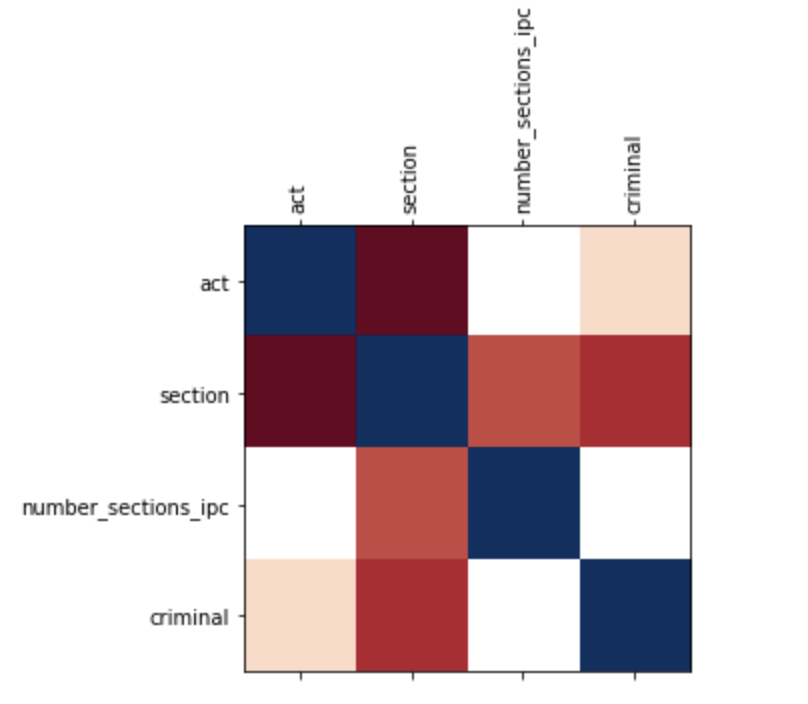 act
section
number_sections_ipc
criminal
act
section
number_sections_ipc
criminal